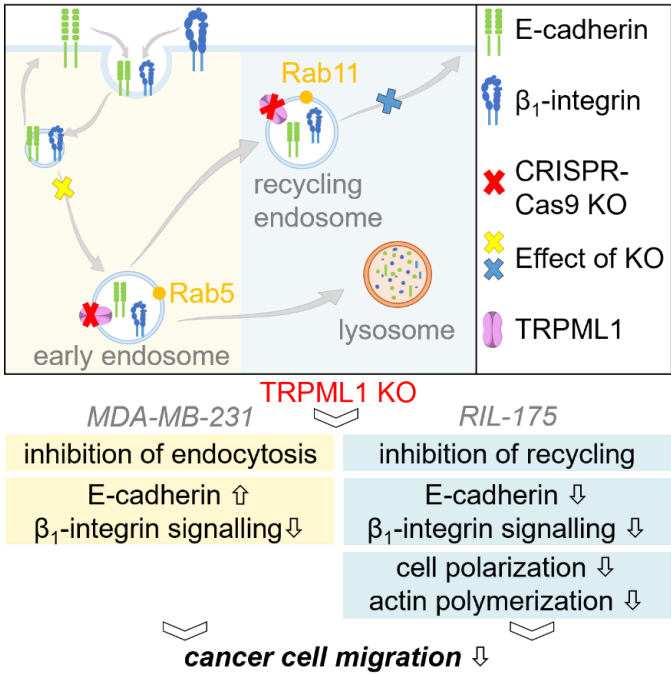 Rab11
recycling
endosome
Rab5
early endosome
lysosome
E-cadherin
β₁-integrin
CRISPR-
Cas9 KO
Effect of KO
TRPML1
TRPML1 KO
MDA-MB-231
RIL-175
inhibition of endocytosis
inhibition of recycling
E-cadherin ⇧
β₁-integrin signalling ⇩
E-cadherin ⇩
β₁-integrin signalling ⇩
cell polarization ⇩
actin polymerization ⇩
cancer cell migration ⇩